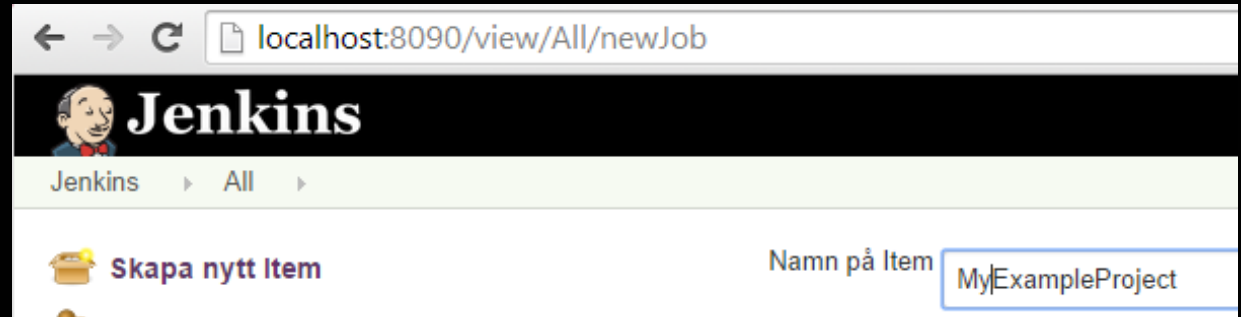 localhost:8090/view/All/newJob
Jenkins
Jenkins All
Skapa nytt Item
Namn på Item MyExampleProject